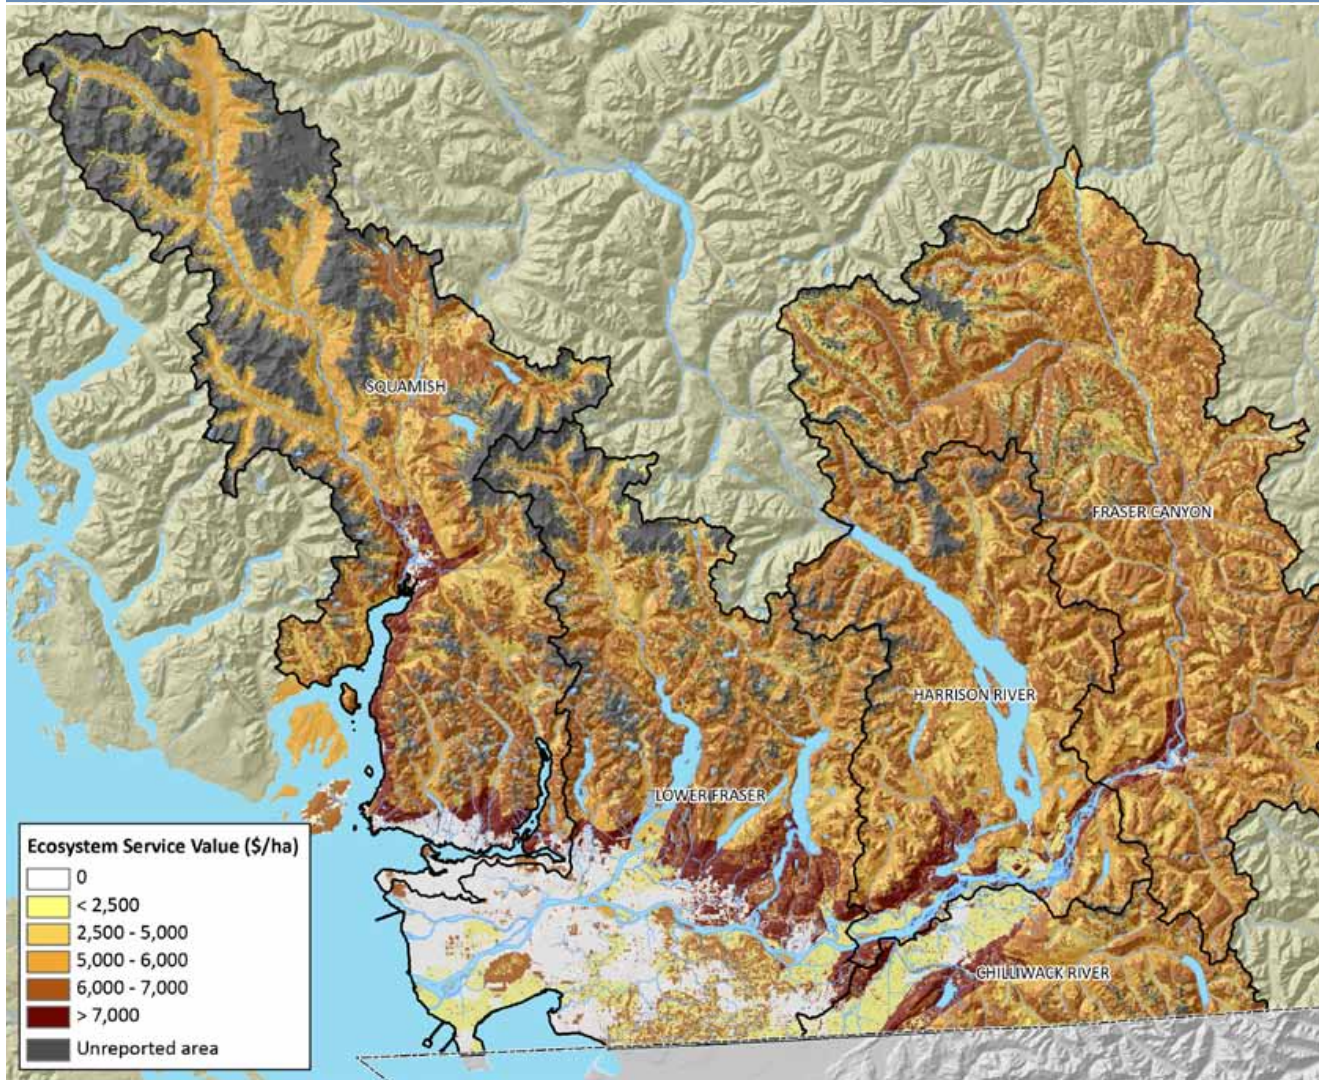 SQUAMISH
FRASER CANYON
HARRISON RIVER
LOWER FRASER
CHILLIWACK RIVER
Ecosystem Service Value ($/ha)
0
< 2,500
2,500 - 5,000
5,000 - 6,000
6,000 - 7,000
> 7,000
Unreported area